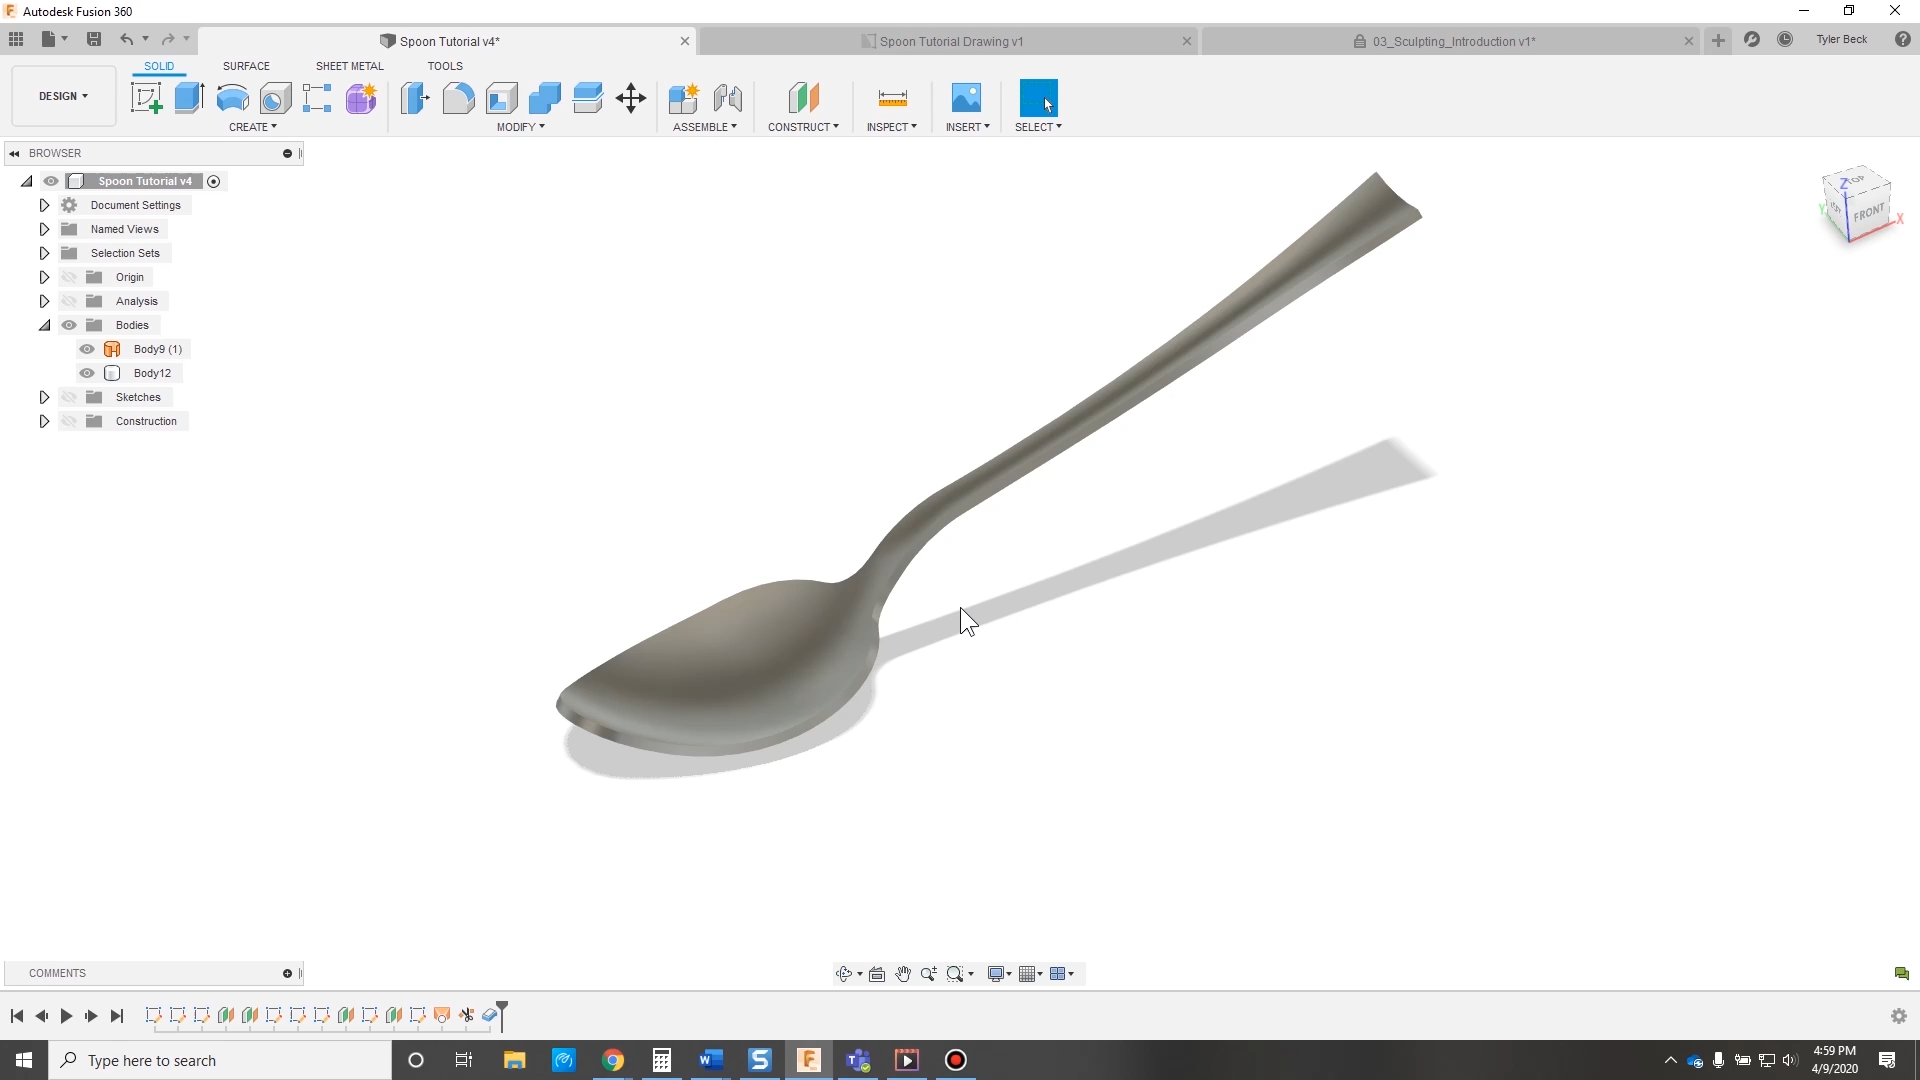 Autodesk Fusion 360
Spoon Tutorial v4*
Spoon Tutorial Drawing v1
03_Sculpting_Introduction v1*
Tyler Beck
SOLID
SURFACE
SHEET METAL
TOOLS
DESIGN
CREATE
MODIFY
ASSEMBLE
CONSTRUCT
INSPECT
INSERT
SELECT
BROWSER
Spoon Tutorial v4
Document Settings
Named Views
Selection Sets
Origin
Analysis
Bodies
Body9 (1)
Body12
Sketches
Construction
TOP
Z
FRONT
Y
X
COMMENTS
Type here to search
4:59 PM
4/9/2020